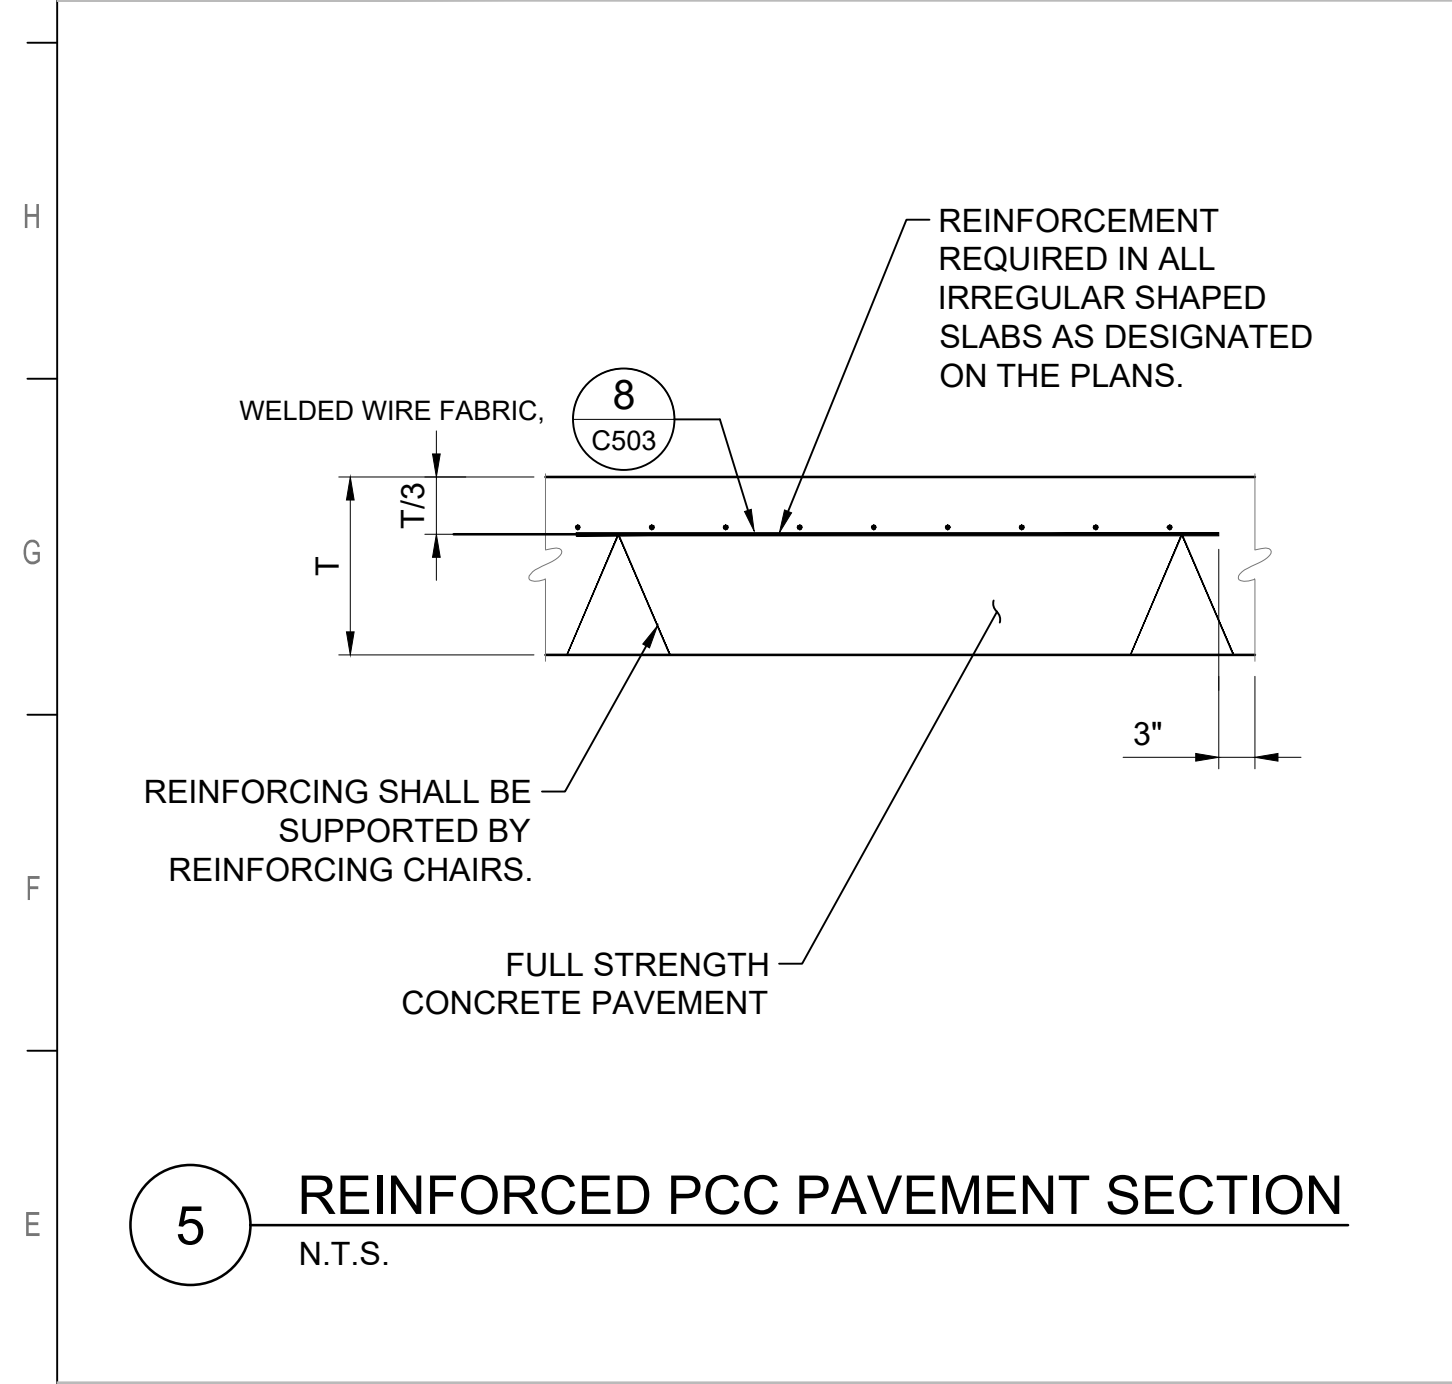 H
REINFORCEMENT
REQUIRED IN ALL
IRREGULAR SHAPED
SLABS AS DESIGNATED
ON THE PLANS.
WELDED WIRE FABRIC,
8
C503
T/3
G
T
3"
REINFORCING SHALL BE
SUPPORTED BY
REINFORCING CHAIRS.
F
FULL STRENGTH
CONCRETE PAVEMENT
E
5
REINFORCED PCC PAVEMENT SECTION
N.T.S.